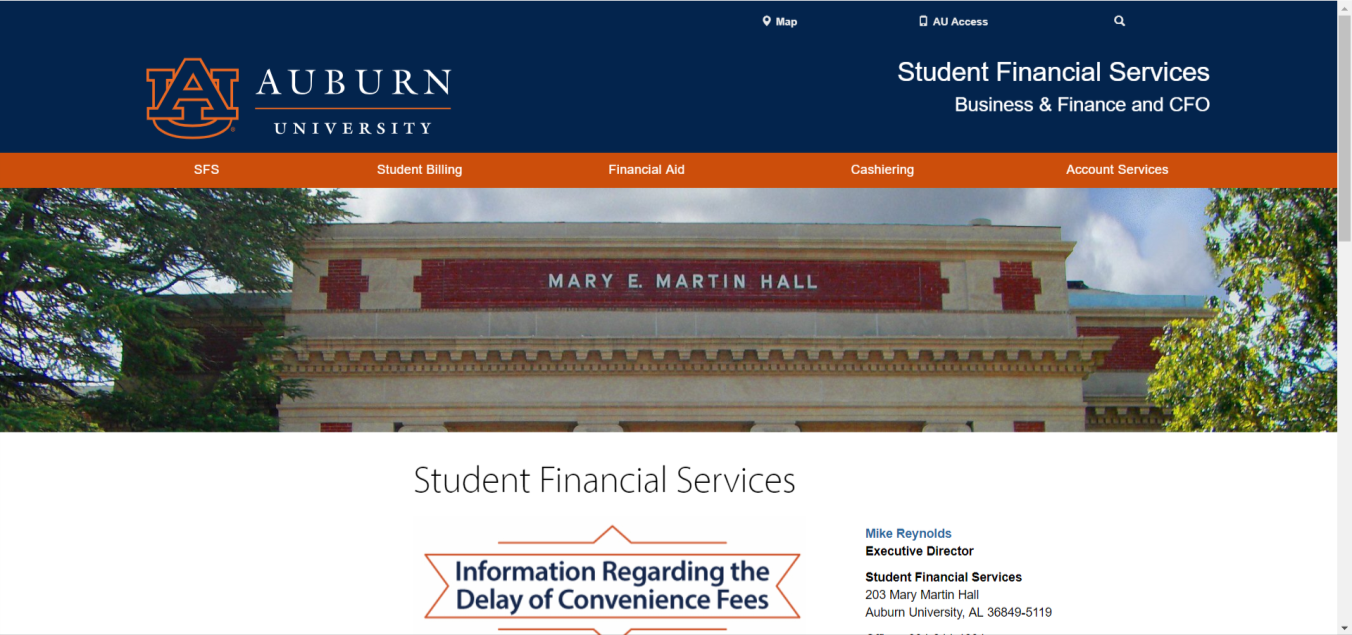 Map
AU Access
AUBURN
UNIVERSITY
Student Financial Services
Business & Finance and CFO
SFS
Student Billing
Financial Aid
Cashiering
Account Services
MARY E. MARTIN HALL
Student Financial Services
Information Regarding the
Delay of Convenience Fees
Mike Reynolds
Executive Director
Student Financial Services
203 Mary Martin Hall
Auburn University, AL 36849-5119